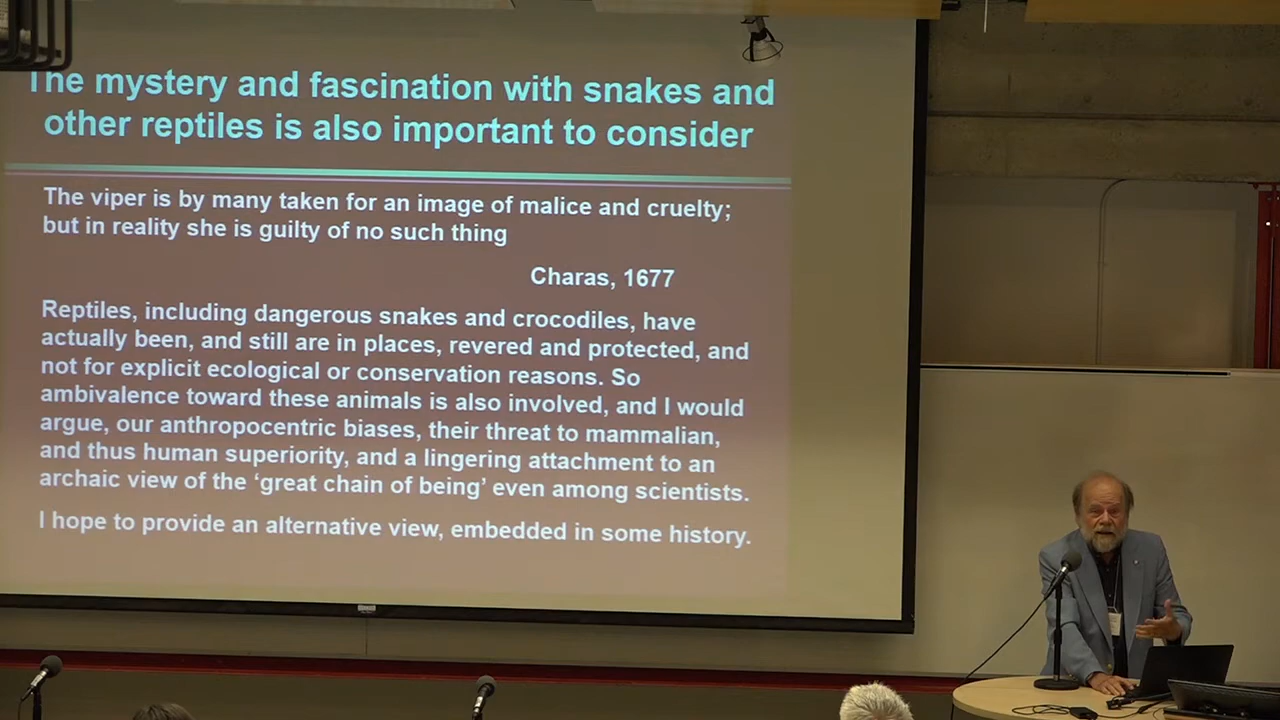 The mystery and fascination with snakes and
other reptiles is also important to consider
The viper is by many taken for an image of malice and cruelty;
but in reality she is guilty of no such thing
Charas, 1677
Reptiles, including dangerous snakes and crocodiles, have
actually been, and still are in places, revered and protected, and
not for explicit ecological or conservation reasons. So
ambivalence toward these animals is also involved, and I would
argue, our anthropocentric biases, their threat to mammalian,
and thus human superiority, and a lingering attachment to an
archaic view of the ‘great chain of being’ even among scientists.
I hope to provide an alternative view, embedded in some history.